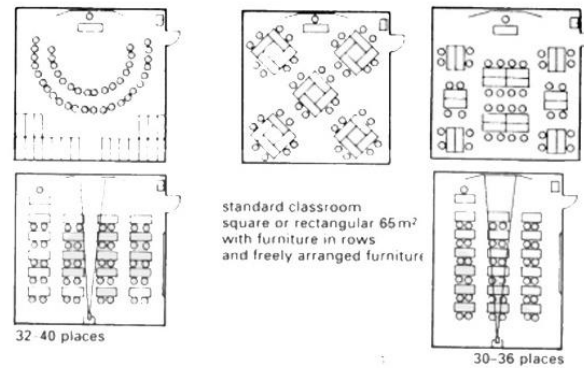 standard classroom
square or rectangular 65 m²
with furniture in rows
and freely arranged furniture
32-40 places
30-36 places